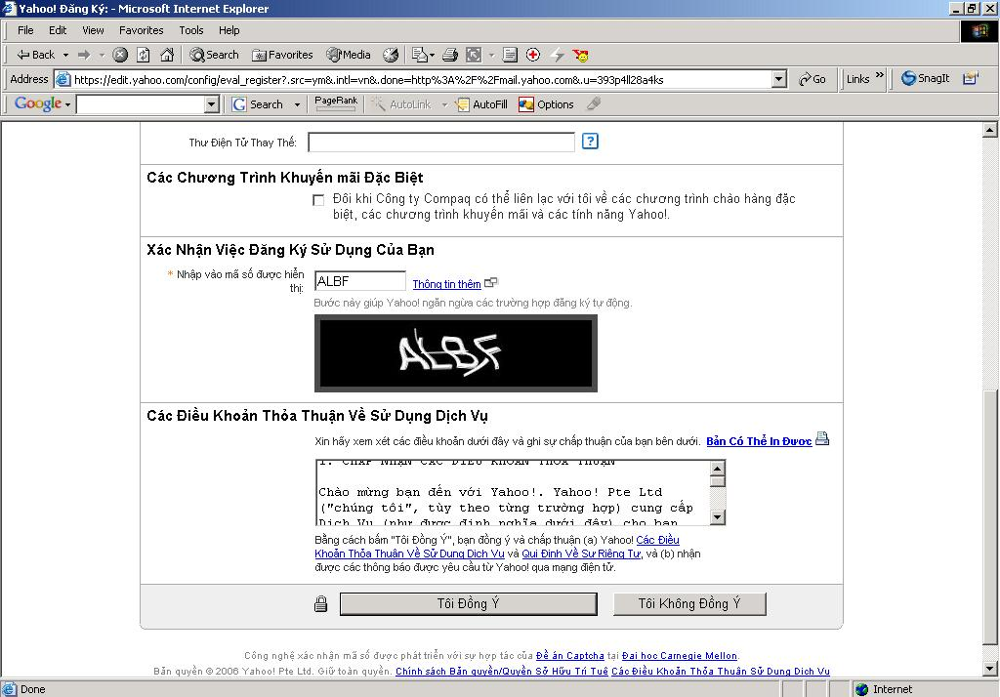 Yahoo! Đăng Ký: - Microsoft Internet Explorer
File Edit View Favorites Tools Help
Back Search Favorites Media
Address https://edit.yahoo.com/config/eval_register?.src=vm&.intl=vn&.done=http%3A%2F%2Fmail.yahoo.com&.u=393p4ll28a4ks Go Links » SnagIt
Google Search PageRank AutoLink AutoFill Options
Thư Điện Tử Thay Thế: ?
Các Chương Trình Khuyến mãi Đặc Biệt
Đôi khi Công ty Compaq có thể liên lạc với tôi về các chương trình chào hàng đặc
biệt, các chương trình khuyến mãi và các tính năng Yahoo!.
Xác Nhận Việc Đăng Ký Sử Dụng Của Bạn
* Nhập vào mã số được hiển
thị: ALBF Thông tin thêm
Bước này giúp Yahoo! ngăn ngừa các trường hợp đăng ký tự động.
ALBF
Các Điều Khoản Thỏa Thuận Về Sử Dụng Dịch Vụ
Xin hãy xem xét các điều khoản dưới đây và ghi sự chấp thuận của bạn bên dưới. Bản Có Thể In Được
1. CHẤP NHẬN CÁC ĐIỀU KHOẢN THỎA THUẬN
Chào mừng bạn đến với Yahoo!. Yahoo! Pte Ltd
("chúng tôi", tùy theo từng trường hợp) cung cấp
Dịch Vụ (như được định nghĩa dưới đây) cho bạn
Bằng cách bấm "Tôi Đồng Ý", bạn đồng ý và chấp thuận (a) Yahoo! Các Điều
Khoản Thỏa Thuận Về Sử Dụng Dịch Vụ và Qui Định Về Sự Riêng Tư, và (b) nhận
được các thông báo được yêu cầu từ Yahoo! qua mạng điện tử.
Tôi Đồng Ý Tôi Không Đồng Ý
Công nghệ xác nhận mã số được phát triển với sự hợp tác của Đề án Captcha tại Đại học Carnegie Mellon.
Bản quyền © 2006 Yahoo! Pte Ltd. Giữ toàn quyền. Chính sách Bản quyền/Quyền Sở Hữu Trí Tuệ Các Điều Khoản Thỏa Thuận Sử Dụng Dịch Vụ
Done Internet